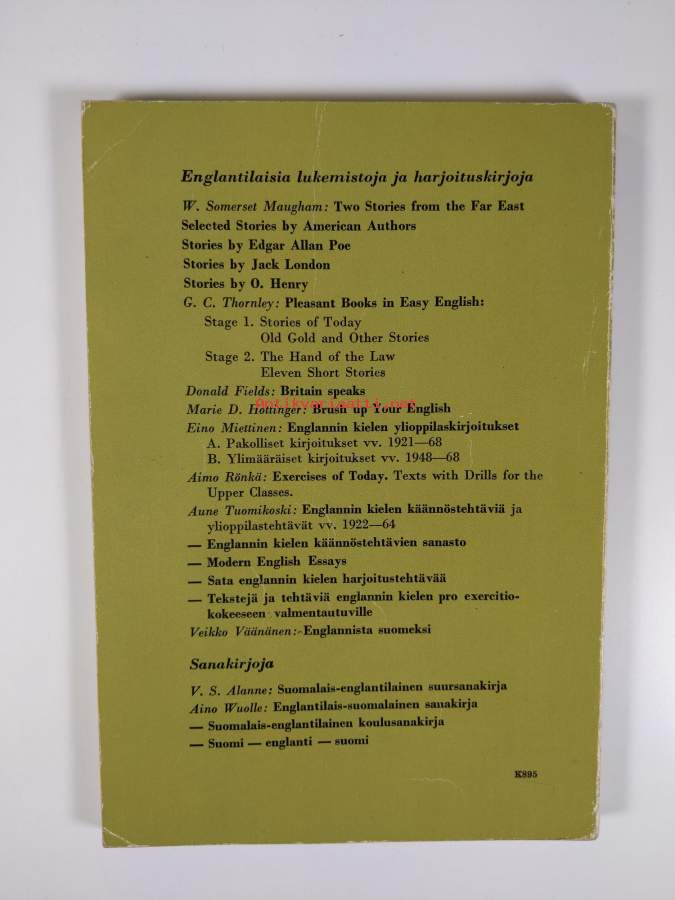 Englantilaisia lukemistoja ja harjoituskirjoja
W. Somerset Maugham: Two Stories from the Far East
Selected Stories by American Authors
Stories by Edgar Allan Poe
Stories by Jack London
Stories by O. Henry
G. C. Thornley: Pleasant Books in Easy English:
Stage 1. Stories of Today
Old Gold and Other Stories
Stage 2. The Hand of the Law
Eleven Short Stories
Donald Fields: Britain speaks
Antikvariaatti.net
Marie D. Hottinger: Brush up Your English
Eino Miettinen: Englannin kielen ylioppilaskirjoitukset
A. Pakolliset kirjoitukset vv. 1921—68
B. Ylimääräiset kirjoitukset vv. 1948—68
Aimo Rönkä: Exercises of Today. Texts with Drills for the
Upper Classes.
Aune Tuomikoski: Englannin kielen käännöstehtäviä ja
ylioppilastehtävät vv. 1922—64
— Englannin kielen käännöstehtävien sanasto
— Modern English Essays
— Sata englannin kielen harjoitustehtävää
— Tekstejä ja tehtäviä englannin kielen pro exercitio-
kokeeseen valmentautuville
Veikko Väänänen: Englannista suomeksi
Sanakirjoja
V. S. Alanne: Suomalais-englantilainen suursanakirja
Aino Wuolle: Englantilais-suomalainen sanakirja
— Suomalais-englantilainen koulusanakirja
— Suomi — englanti — suomi
K895